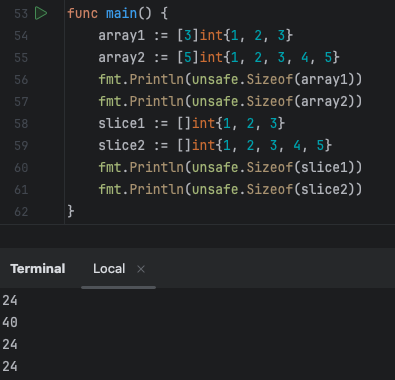 53 func main() {
54 array1 := [3]int{1, 2, 3}
55 array2 := [5]int{1, 2, 3, 4, 5}
56 fmt.Println(unsafe.Sizeof(array1))
57 fmt.Println(unsafe.Sizeof(array2))
58 slice1 := []int{1, 2, 3}
59 slice2 := []int{1, 2, 3, 4, 5}
60 fmt.Println(unsafe.Sizeof(slice1))
61 fmt.Println(unsafe.Sizeof(slice2))
62 }
Terminal Local ×
24
40
24
24